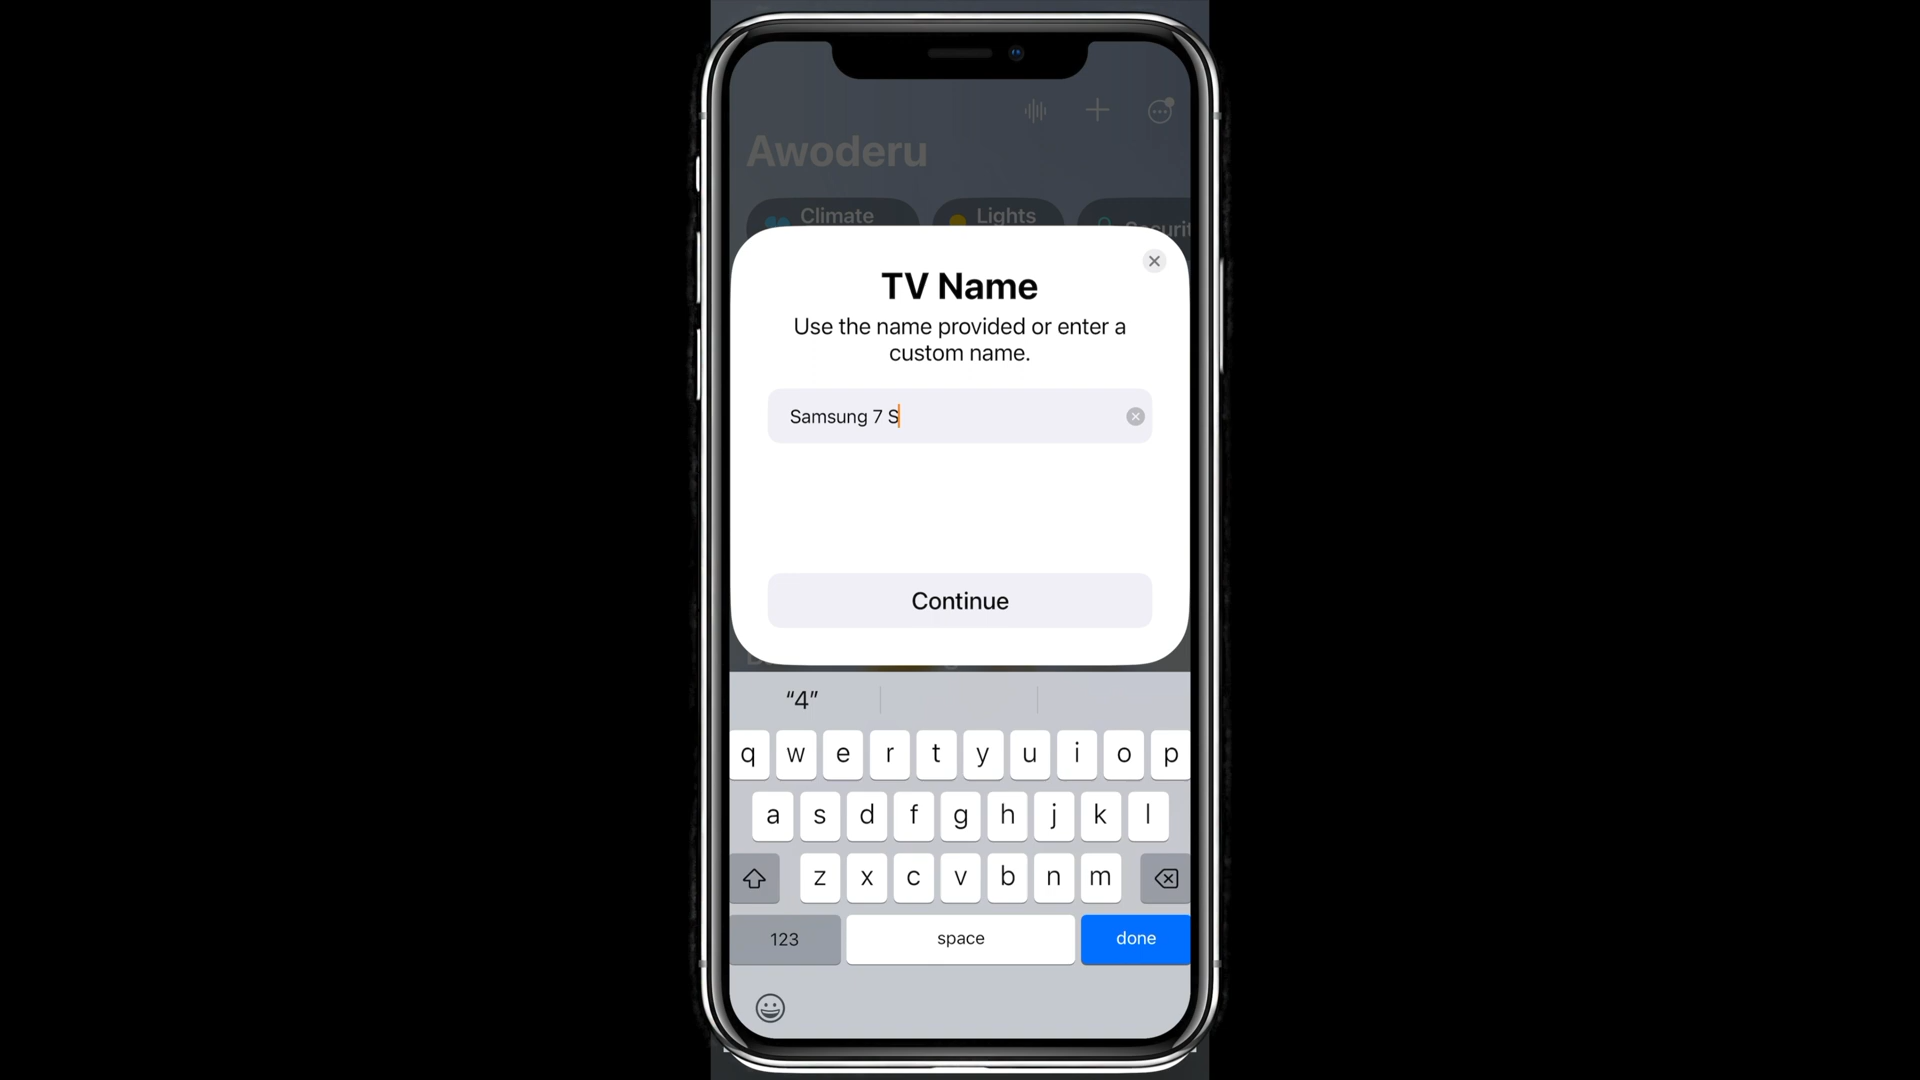 Awoderu
Climate
Lights
Securit
TV Name
Use the name provided or enter a
custom name.
Samsung 7 S
Continue
“4”
q w e r t y u i o p
a s d f g h j k l
z x c v b n m
123 space done